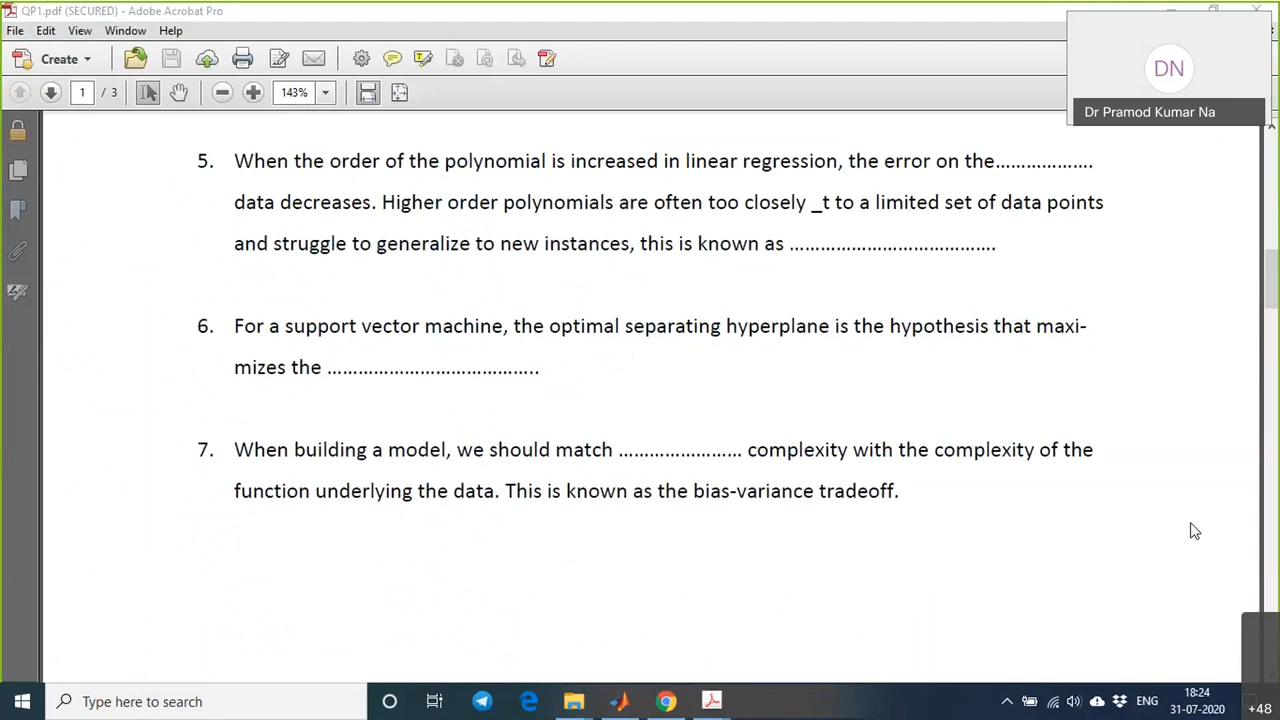 QP1.pdf (SECURED) - Adobe Acrobat Pro
File Edit View Window Help
Create
1 / 3 143%
DN
Dr Pramod Kumar Na
5. When the order of the polynomial is increased in linear regression, the error on the.................
data decreases. Higher order polynomials are often too closely _t to a limited set of data points
and struggle to generalize to new instances, this is known as .......................................
6. For a support vector machine, the optimal separating hyperplane is the hypothesis that maxi-
mizes the ........................................
7. When building a model, we should match ....................... complexity with the complexity of the
function underlying the data. This is known as the bias-variance tradeoff.
Type here to search
ENG
18:24
31-07-2020
+48